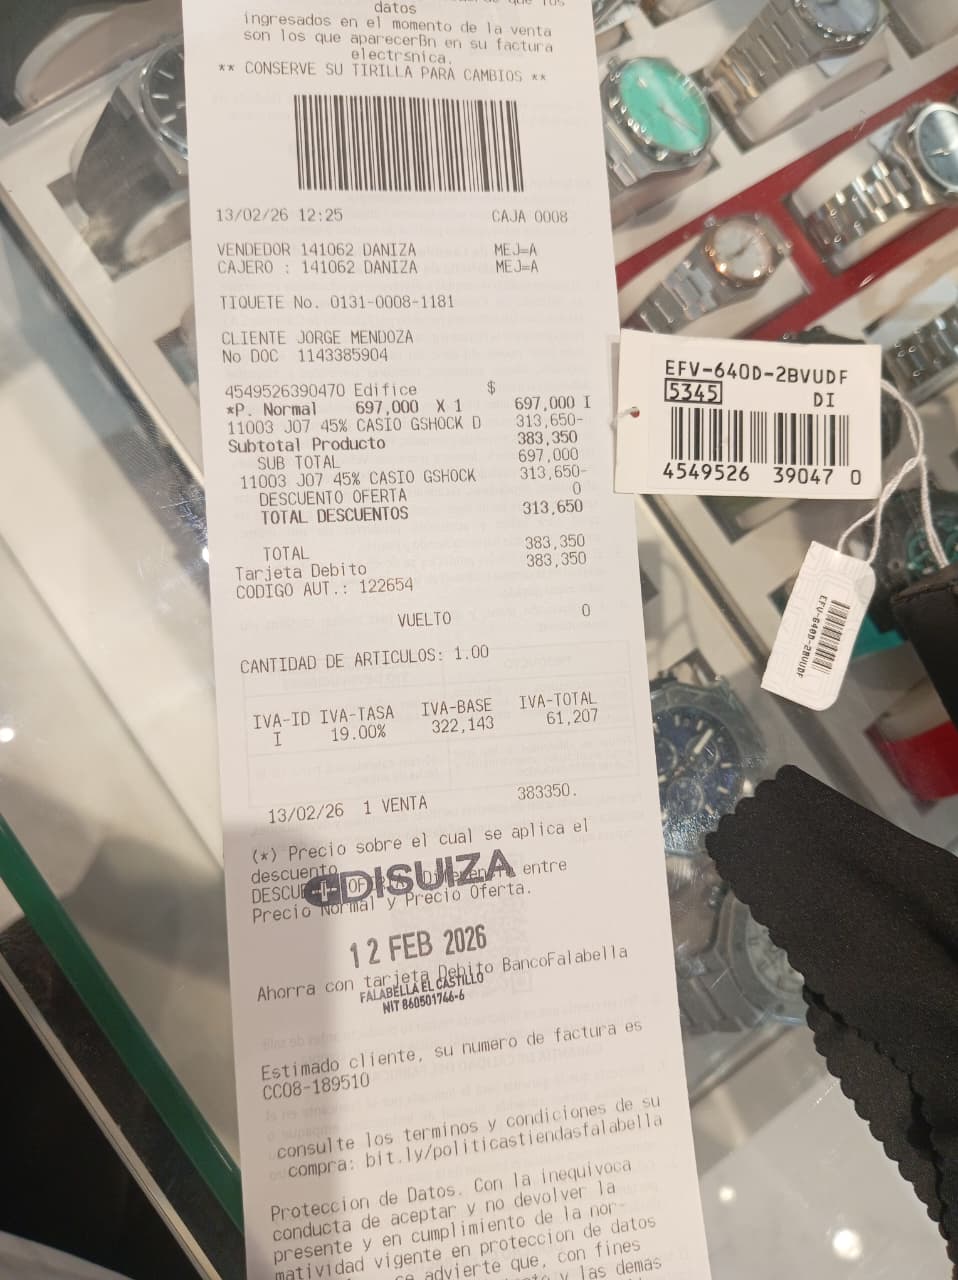 datos
ingresados en el momento de la venta
son los que aparecerBn en su factura
electrsnica.
** CONSERVE SU TIRILLA PARA CAMBIOS **
13/02/26 12:25 CAJA 0008
VENDEDOR 141062 DANIZA MEJ=A
CAJERO : 141062 DANIZA MEJ=A
TIQUETE No. 0131-0008-1181
CLIENTE JORGE MENDOZA
No DOC 1143385904
4549526390470 Edifice $
*P. Normal 697,000 X 1 697,000 I
11003 J07 45% CASIO GSHOCK D 313,650-
Subtotal Producto 383,350
SUB TOTAL 697,000
11003 J07 45% CASIO GSHOCK 313,650-
DESCUENTO OFERTA 0
TOTAL DESCUENTOS 313,650
TOTAL 383,350
Tarjeta Debito 383,350
CODIGO AUT.: 122654
VUELTO 0
CANTIDAD DE ARTICULOS: 1.00
IVA-ID IVA-TASA IVA-BASE IVA-TOTAL
I 19.00% 322,143 61,207
13/02/26 1 VENTA 383350.
(*) Precio sobre el cual se aplica el
descuento
entre
Precio Normal y Precio Oferta.
DISUIZA
12 FEB 2026
Ahorra con tarjeta Debito BancoFalabella
FALABELLA EL CASTILLO
NIT 860501746-6
Estimado cliente, su numero de factura es
CC08-189510
consulte los terminos y condiciones de su
compra: bit.ly/politicastiendasfalabella
Proteccion de Datos. Con la inequivoca
conducta de aceptar y no devolver la
presente y en cumplimiento de la nor-
matividad vigente en proteccion de datos
se advierte que, con fines
y las demás
EFV-640D-2BVUDF
5345 DI
4549526 39047 0
EFV-640D-2BVUDF